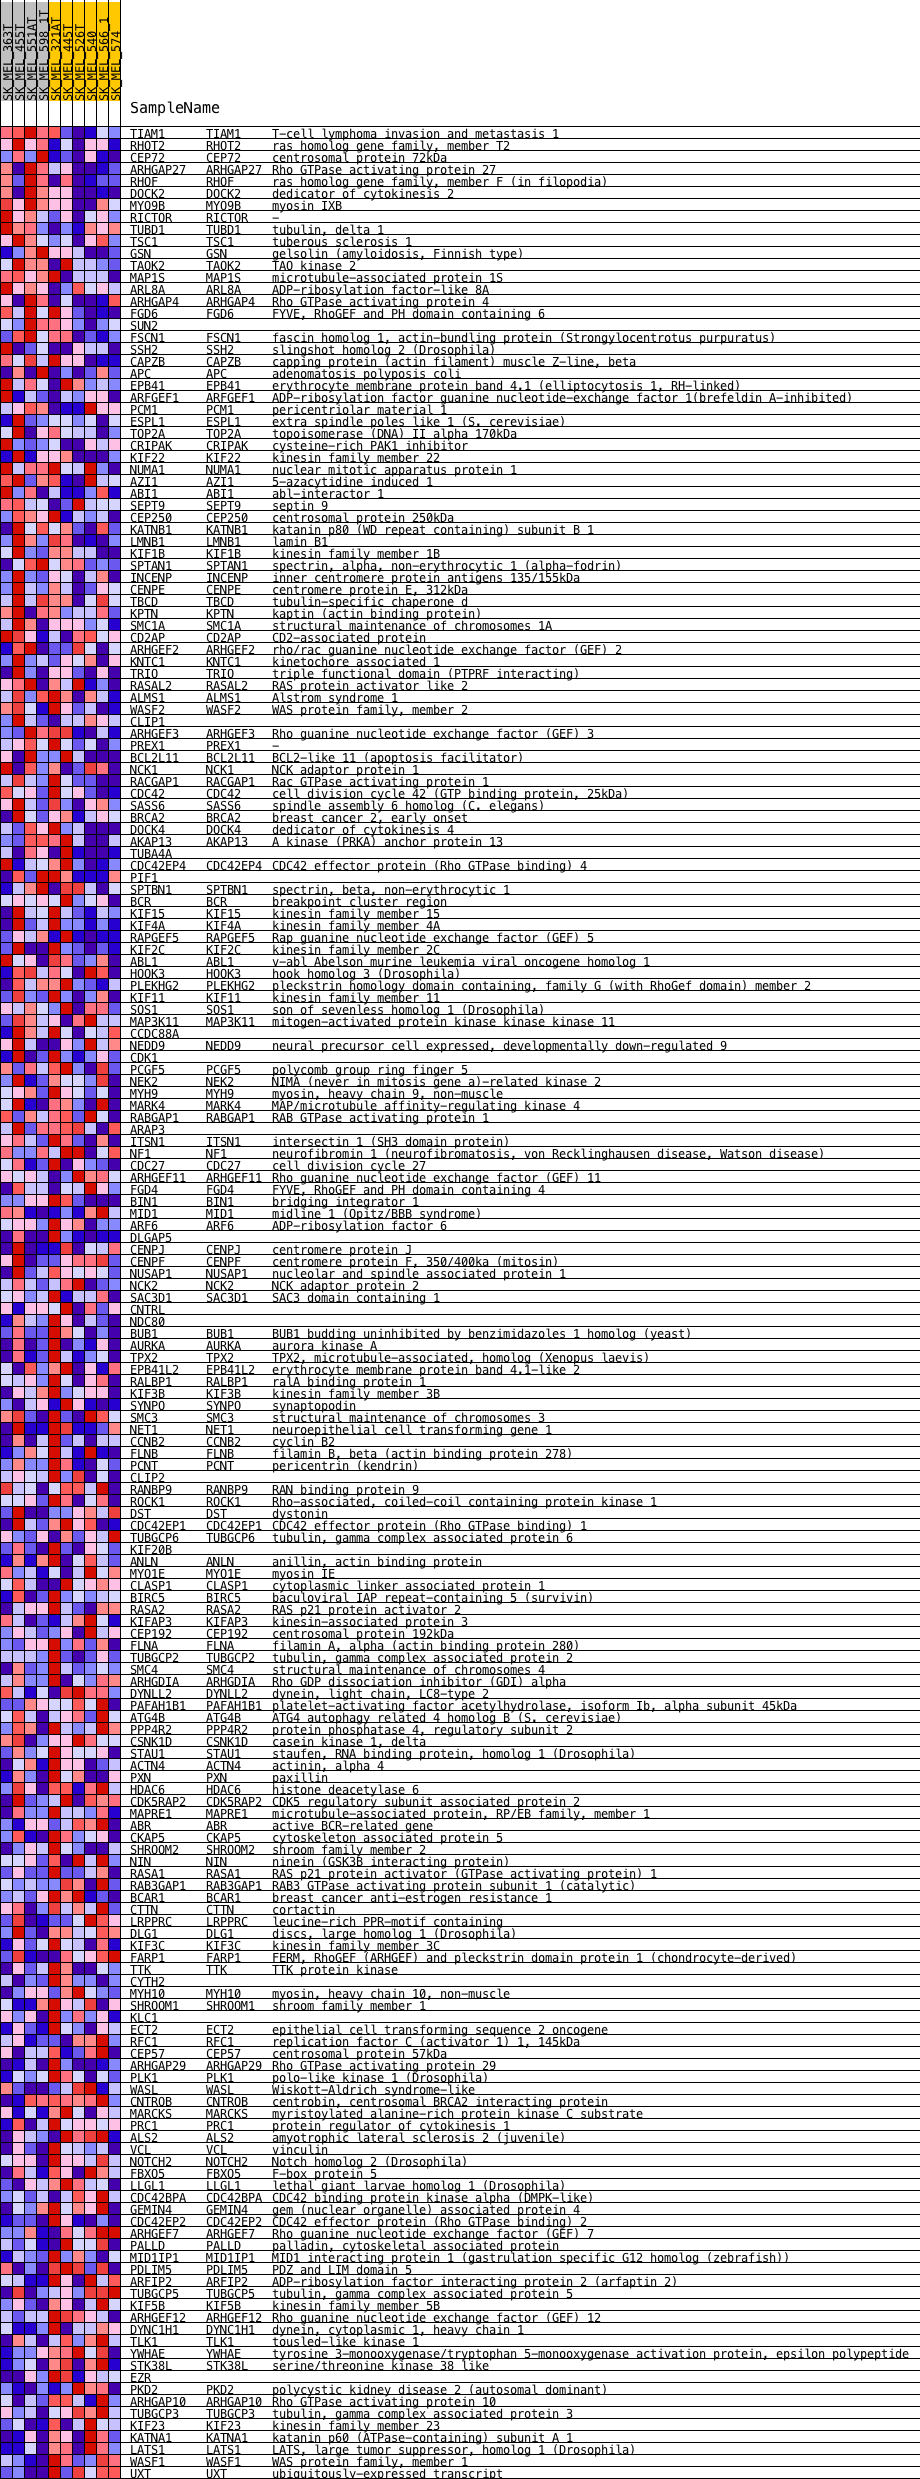 SK_MEL_363T
SK_MEL_455T
SK_MEL_551AT
SK_MEL_598_1T
SK_MEL_321AT
SK_MEL_445T
SK_MEL_526T
SK_MEL_540
SK_MEL_566_1
SK_MEL_574
SampleName
TIAM1 TIAM1 T-cell lymphoma invasion and metastasis 1
RHOT2 RHOT2 ras homolog gene family, member T2
CEP72 CEP72 centrosomal protein 72kDa
ARHGAP27 ARHGAP27 Rho GTPase activating protein 27
RHOF RHOF ras homolog gene family, member F (in filopodia)
DOCK2 DOCK2 dedicator of cytokinesis 2
MYO9B MYO9B myosin IXB
RICTOR RICTOR –
TUBD1 TUBD1 tubulin, delta 1
TSC1 TSC1 tuberous sclerosis 1
GSN GSN gelsolin (amyloidosis, Finnish type)
TAOK2 TAOK2 TAO kinase 2
MAP1S MAP1S microtubule-associated protein 1S
ARL8A ARL8A ADP-ribosylation factor-like 8A
ARHGAP4 ARHGAP4 Rho GTPase activating protein 4
FGD6 FGD6 FYVE, RhoGEF and PH domain containing 6
SUN2
FSCN1 FSCN1 fascin homolog 1, actin-bundling protein (Strongylocentrotus purpuratus)
SSH2 SSH2 slingshot homolog 2 (Drosophila)
CAPZB CAPZB capping protein (actin filament) muscle Z-line, beta
APC APC adenomatosis polyposis coli
EPB41 EPB41 erythrocyte membrane protein band 4.1 (elliptocytosis 1, RH-linked)
ARFGEF1 ARFGEF1 ADP-ribosylation factor guanine nucleotide-exchange factor 1(brefeldin A-inhibited)
PCM1 PCM1 pericentriolar material 1
ESPL1 ESPL1 extra spindle poles like 1 (S. cerevisiae)
TOP2A TOP2A topoisomerase (DNA) II alpha 170kDa
CRIPAK CRIPAK cysteine-rich PAK1 inhibitor
KIF22 KIF22 kinesin family member 22
NUMA1 NUMA1 nuclear mitotic apparatus protein 1
AZI1 AZI1 5-azacytidine induced 1
ABI1 ABI1 abl-interactor 1
SEPT9 SEPT9 septin 9
CEP250 CEP250 centrosomal protein 250kDa
KATNB1 KATNB1 katanin p80 (WD repeat containing) subunit B 1
LMNB1 LMNB1 lamin B1
KIF1B KIF1B kinesin family member 1B
SPTAN1 SPTAN1 spectrin, alpha, non-erythrocytic 1 (alpha-fodrin)
INCENP INCENP inner centromere protein antigens 135/155kDa
CENPE CENPE centromere protein E, 312kDa
TBCD TBCD tubulin-specific chaperone d
KPTN KPTN kaptin (actin binding protein)
SMC1A SMC1A structural maintenance of chromosomes 1A
CD2AP CD2AP CD2-associated protein
ARHGEF2 ARHGEF2 rho/rac guanine nucleotide exchange factor (GEF) 2
KNTC1 KNTC1 kinetochore associated 1
TRIO TRIO triple functional domain (PTPRF interacting)
RASAL2 RASAL2 RAS protein activator like 2
ALMS1 ALMS1 Alstrom syndrome 1
WASF2 WASF2 WAS protein family, member 2
CLIP1
ARHGEF3 ARHGEF3 Rho guanine nucleotide exchange factor (GEF) 3
PREX1 PREX1 –
BCL2L11 BCL2L11 BCL2-like 11 (apoptosis facilitator)
NCK1 NCK1 NCK adaptor protein 1
RACGAP1 RACGAP1 Rac GTPase activating protein 1
CDC42 CDC42 cell division cycle 42 (GTP binding protein, 25kDa)
SASS6 SASS6 spindle assembly 6 homolog (C. elegans)
BRCA2 BRCA2 breast cancer 2, early onset
DOCK4 DOCK4 dedicator of cytokinesis 4
AKAP13 AKAP13 A kinase (PRKA) anchor protein 13
TUBA4A
CDC42EP4 CDC42EP4 CDC42 effector protein (Rho GTPase binding) 4
PIF1
SPTBN1 SPTBN1 spectrin, beta, non-erythrocytic 1
BCR BCR breakpoint cluster region
KIF15 KIF15 kinesin family member 15
KIF4A KIF4A kinesin family member 4A
RAPGEF5 RAPGEF5 Rap guanine nucleotide exchange factor (GEF) 5
KIF2C KIF2C kinesin family member 2C
ABL1 ABL1 v-abl Abelson murine leukemia viral oncogene homolog 1
HOOK3 HOOK3 hook homolog 3 (Drosophila)
PLEKHG2 PLEKHG2 pleckstrin homology domain containing, family G (with RhoGef domain) member 2
KIF11 KIF11 kinesin family member 11
SOS1 SOS1 son of sevenless homolog 1 (Drosophila)
MAP3K11 MAP3K11 mitogen-activated protein kinase kinase kinase 11
CCDC88A
NEDD9 NEDD9 neural precursor cell expressed, developmentally down-regulated 9
CDK1
PCGF5 PCGF5 polycomb group ring finger 5
NEK2 NEK2 NIMA (never in mitosis gene a)-related kinase 2
MYH9 MYH9 myosin, heavy chain 9, non-muscle
MARK4 MARK4 MAP/microtubule affinity-regulating kinase 4
RABGAP1 RABGAP1 RAB GTPase activating protein 1
ARAP3
ITSN1 ITSN1 intersectin 1 (SH3 domain protein)
NF1 NF1 neurofibromin 1 (neurofibromatosis, von Recklinghausen disease, Watson disease)
CDC27 CDC27 cell division cycle 27
ARHGEF11 ARHGEF11 Rho guanine nucleotide exchange factor (GEF) 11
FGD4 FGD4 FYVE, RhoGEF and PH domain containing 4
BIN1 BIN1 bridging integrator 1
MID1 MID1 midline 1 (Opitz/BBB syndrome)
ARF6 ARF6 ADP-ribosylation factor 6
DLGAP5
CENPJ CENPJ centromere protein J
CENPF CENPF centromere protein F, 350/400ka (mitosin)
NUSAP1 NUSAP1 nucleolar and spindle associated protein 1
NCK2 NCK2 NCK adaptor protein 2
SAC3D1 SAC3D1 SAC3 domain containing 1
CNTRL
NDC80
BUB1 BUB1 BUB1 budding uninhibited by benzimidazoles 1 homolog (yeast)
AURKA AURKA aurora kinase A
TPX2 TPX2 TPX2, microtubule-associated, homolog (Xenopus laevis)
EPB41L2 EPB41L2 erythrocyte membrane protein band 4.1-like 2
RALBP1 RALBP1 ralA binding protein 1
KIF3B KIF3B kinesin family member 3B
SYNPO SYNPO synaptopodin
SMC3 SMC3 structural maintenance of chromosomes 3
NET1 NET1 neuroepithelial cell transforming gene 1
CCNB2 CCNB2 cyclin B2
FLNB FLNB filamin B, beta (actin binding protein 278)
PCNT PCNT pericentrin (kendrin)
CLIP2
RANBP9 RANBP9 RAN binding protein 9
ROCK1 ROCK1 Rho-associated, coiled-coil containing protein kinase 1
DST DST dystonin
CDC42EP1 CDC42EP1 CDC42 effector protein (Rho GTPase binding) 1
TUBGCP6 TUBGCP6 tubulin, gamma complex associated protein 6
KIF20B
ANLN ANLN anillin, actin binding protein
MYO1E MYO1E myosin IE
CLASP1 CLASP1 cytoplasmic linker associated protein 1
BIRC5 BIRC5 baculoviral IAP repeat-containing 5 (survivin)
RASA2 RASA2 RAS p21 protein activator 2
KIFAP3 KIFAP3 kinesin-associated protein 3
CEP192 CEP192 centrosomal protein 192kDa
FLNA FLNA filamin A, alpha (actin binding protein 280)
TUBGCP2 TUBGCP2 tubulin, gamma complex associated protein 2
SMC4 SMC4 structural maintenance of chromosomes 4
ARHGDIA ARHGDIA Rho GDP dissociation inhibitor (GDI) alpha
DYNLL2 DYNLL2 dynein, light chain, LC8-type 2
PAFAH1B1 PAFAH1B1 platelet-activating factor acetylhydrolase, isoform Ib, alpha subunit 45kDa
ATG4B ATG4B ATG4 autophagy related 4 homolog B (S. cerevisiae)
PPP4R2 PPP4R2 protein phosphatase 4, regulatory subunit 2
CSNK1D CSNK1D casein kinase 1, delta
STAU1 STAU1 staufen, RNA binding protein, homolog 1 (Drosophila)
ACTN4 ACTN4 actinin, alpha 4
PXN PXN paxillin
HDAC6 HDAC6 histone deacetylase 6
CDK5RAP2 CDK5RAP2 CDK5 regulatory subunit associated protein 2
MAPRE1 MAPRE1 microtubule-associated protein, RP/EB family, member 1
ABR ABR active BCR-related gene
CKAP5 CKAP5 cytoskeleton associated protein 5
SHROOM2 SHROOM2 shroom family member 2
NIN NIN ninein (GSK3B interacting protein)
RASA1 RASA1 RAS p21 protein activator (GTPase activating protein) 1
RAB3GAP1 RAB3GAP1 RAB3 GTPase activating protein subunit 1 (catalytic)
BCAR1 BCAR1 breast cancer anti-estrogen resistance 1
CTTN CTTN cortactin
LRPPRC LRPPRC leucine-rich PPR-motif containing
DLG1 DLG1 discs, large homolog 1 (Drosophila)
KIF3C KIF3C kinesin family member 3C
FARP1 FARP1 FERM, RhoGEF (ARHGEF) and pleckstrin domain protein 1 (chondrocyte-derived)
TTK TTK TTK protein kinase
CYTH2
MYH10 MYH10 myosin, heavy chain 10, non-muscle
SHROOM1 SHROOM1 shroom family member 1
KLC1
ECT2 ECT2 epithelial cell transforming sequence 2 oncogene
RFC1 RFC1 replication factor C (activator 1) 1, 145kDa
CEP57 CEP57 centrosomal protein 57kDa
ARHGAP29 ARHGAP29 Rho GTPase activating protein 29
PLK1 PLK1 polo-like kinase 1 (Drosophila)
WASL WASL Wiskott-Aldrich syndrome-like
CNTROB CNTROB centrobin, centrosomal BRCA2 interacting protein
MARCKS MARCKS myristoylated alanine-rich protein kinase C substrate
PRC1 PRC1 protein regulator of cytokinesis 1
ALS2 ALS2 amyotrophic lateral sclerosis 2 (juvenile)
VCL VCL vinculin
NOTCH2 NOTCH2 Notch homolog 2 (Drosophila)
FBXO5 FBXO5 F-box protein 5
LLGL1 LLGL1 lethal giant larvae homolog 1 (Drosophila)
CDC42BPA CDC42BPA CDC42 binding protein kinase alpha (DMPK-like)
GEMIN4 GEMIN4 gem (nuclear organelle) associated protein 4
CDC42EP2 CDC42EP2 CDC42 effector protein (Rho GTPase binding) 2
ARHGEF7 ARHGEF7 Rho guanine nucleotide exchange factor (GEF) 7
PALLD PALLD palladin, cytoskeletal associated protein
MID1IP1 MID1IP1 MID1 interacting protein 1 (gastrulation specific G12 homolog (zebrafish))
PDLIM5 PDLIM5 PDZ and LIM domain 5
ARFIP2 ARFIP2 ADP-ribosylation factor interacting protein 2 (arfaptin 2)
TUBGCP5 TUBGCP5 tubulin, gamma complex associated protein 5
KIF5B KIF5B kinesin family member 5B
ARHGEF12 ARHGEF12 Rho guanine nucleotide exchange factor (GEF) 12
DYNC1H1 DYNC1H1 dynein, cytoplasmic 1, heavy chain 1
TLK1 TLK1 tousled-like kinase 1
YWHAE YWHAE tyrosine 3-monooxygenase/tryptophan 5-monooxygenase activation protein, epsilon polypeptide
STK38L STK38L serine/threonine kinase 38 like
EZR
PKD2 PKD2 polycystic kidney disease 2 (autosomal dominant)
ARHGAP10 ARHGAP10 Rho GTPase activating protein 10
TUBGCP3 TUBGCP3 tubulin, gamma complex associated protein 3
KIF23 KIF23 kinesin family member 23
KATNA1 KATNA1 katanin p60 (ATPase-containing) subunit A 1
LATS1 LATS1 LATS, large tumor suppressor, homolog 1 (Drosophila)
WASF1 WASF1 WAS protein family, member 1
UXT UXT ubiquitously-expressed transcript